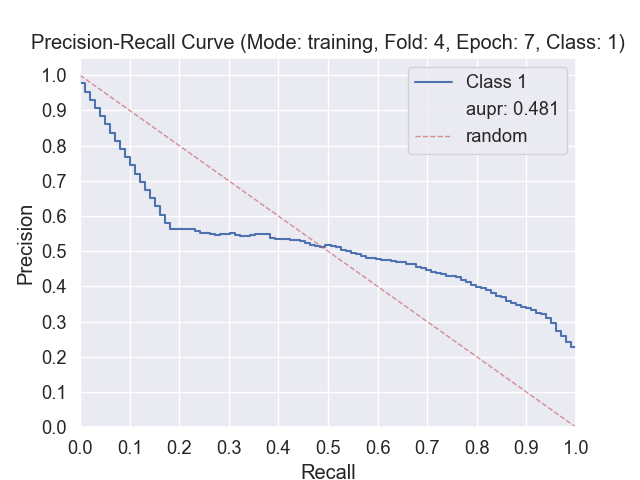 Precision-Recall Curve (Mode: training, Fold: 4, Epoch: 7, Class: 1)
Class 1
aupr: 0.481
random
Precision
1.0
0.9
0.8
0.7
0.6
0.5
0.4
0.3
0.2
0.1
0.0
0.0 0.1 0.2 0.3 0.4 0.5 0.6 0.7 0.8 0.9 1.0
Recall